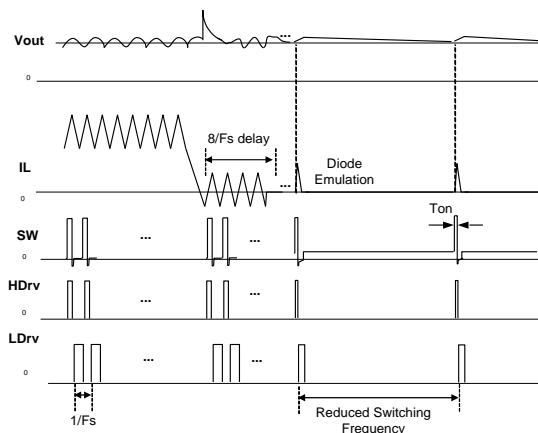 Vout
...
0
8/Fs delay
IL
Diode
Emulation
...
0
Ton
SW
... ...
0
HDrv
... ...
0
LDrv
... ...
0
1/Fs
Reduced Switching
Frequency